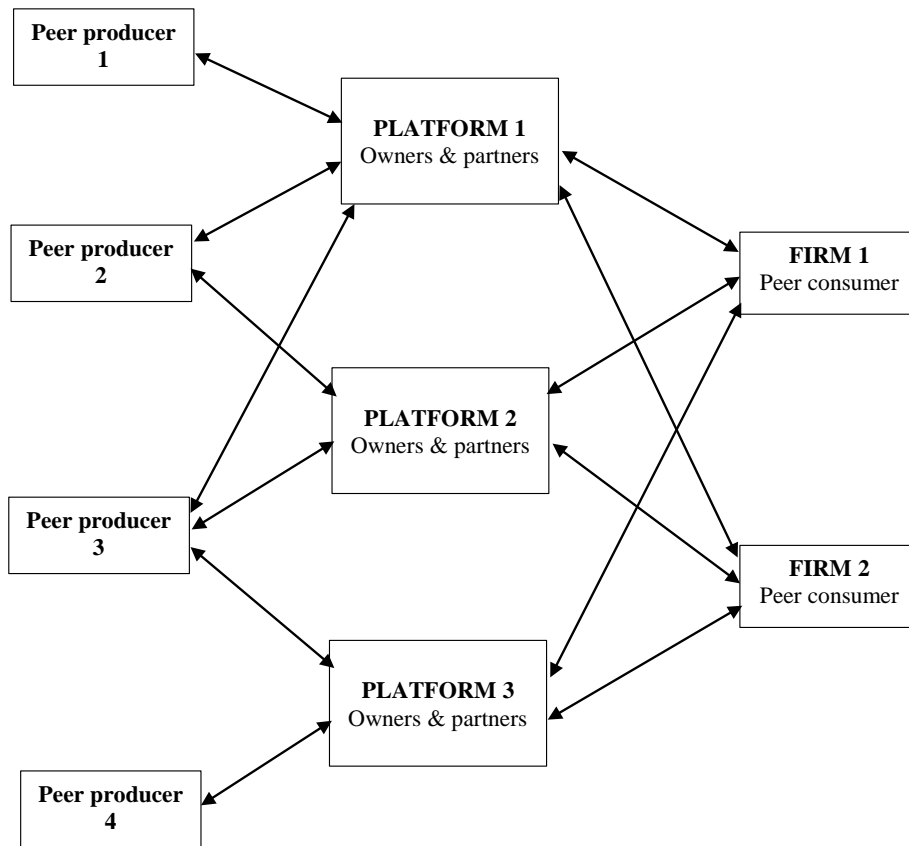 Peer producer
1
PLATFORM 1
Owners & partners
Peer producer
2
FIRM 1
Peer consumer
PLATFORM 2
Owners & partners
Peer producer
3
FIRM 2
Peer consumer
PLATFORM 3
Owners & partners
Peer producer
4